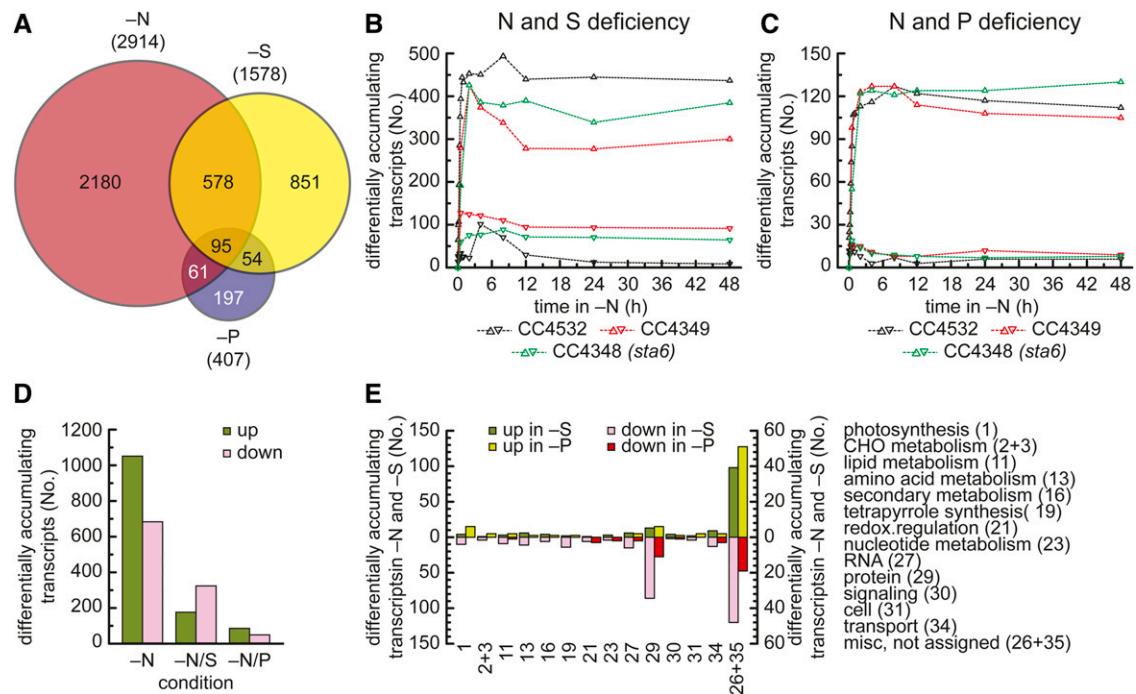 A
–N
(2914)
–S
(1578)
2180
578
851
95
61
54
197
–P
(407)
B
N and S deficiency
differentially accumulating
transcripts (No.)
500
400
300
200
100
0
0 6 12 18 24 30 36 42 48
time in –N (h)
CC4532
CC4349
CC4348 (sta6)
C
N and P deficiency
differentially accumulating
transcripts (No.)
150
120
90
60
30
15
0
0 6 12 18 24 30 36 42 48
time in –N (h)
CC4532
CC4349
CC4348 (sta6)
D
differentially accumulating
trancripts (No.)
1200
1000
800
600
400
200
0
up
down
–N –N/S –N/P
condition
E
differentially accumulating
transcriptsin –N and –S (No.)
150
100
50
0
50
100
150
up in –S
down in –S
up in –P
down in –P
1
2+3
11
13
16
19
21
23
27
29
30
31
34
26+35
60
40
20
0
20
40
60
differentially accumulating
transcriptsin –N and –S (No.)
photosynthesis (1)
CHO metabolism (2+3)
lipid metabolism (11)
amino acid metabolism (13)
secondary metabolism (16)
tetrapyrrole synthesis( 19)
redox.regulation (21)
nucleotide metabolism (23)
RNA (27)
protein (29)
signaling (30)
cell (31)
transport (34)
misc, not assigned (26+35)